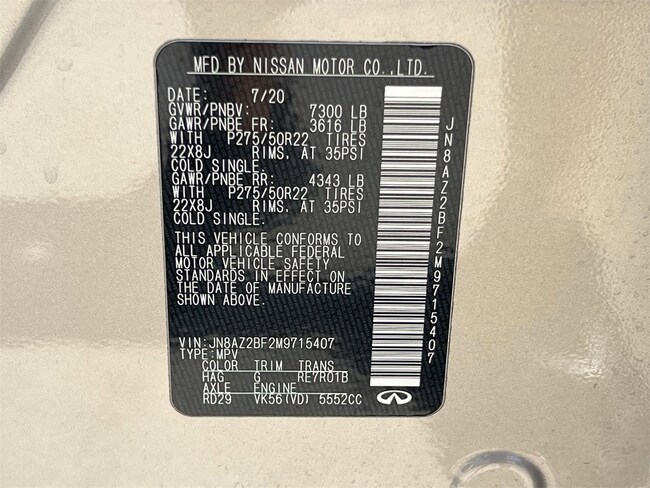 MFD BY NISSAN MOTOR CO.,LTD.
DATE: 7/20
GVWR/PNBV: 7300 LB
GAWR/PNBE FR: 3616 LB
WITH P275/50R22 TIRES
22X8J RIMS, AT 35PSI
COLD SINGLE.
GAWR/PNBE RR: 4343 LB
WITH P275/50R22 TIRES
22X8J RIMS, AT 35PSI
COLD SINGLE.
THIS VEHICLE CONFORMS TO
ALL APPLICABLE FEDERAL
MOTOR VEHICLE SAFETY
STANDARDS IN EFFECT ON
THE DATE OF MANUFACTURE
SHOWN ABOVE.
VIN:JN8AZ2BF2M9715407
TYPE:MPV
COLOR TRIM TRANS
HAG G RE7R01B
AXLE ENGINE
RD29 VK56(VD) 5552CC
JN8AZ2BF2M9715407